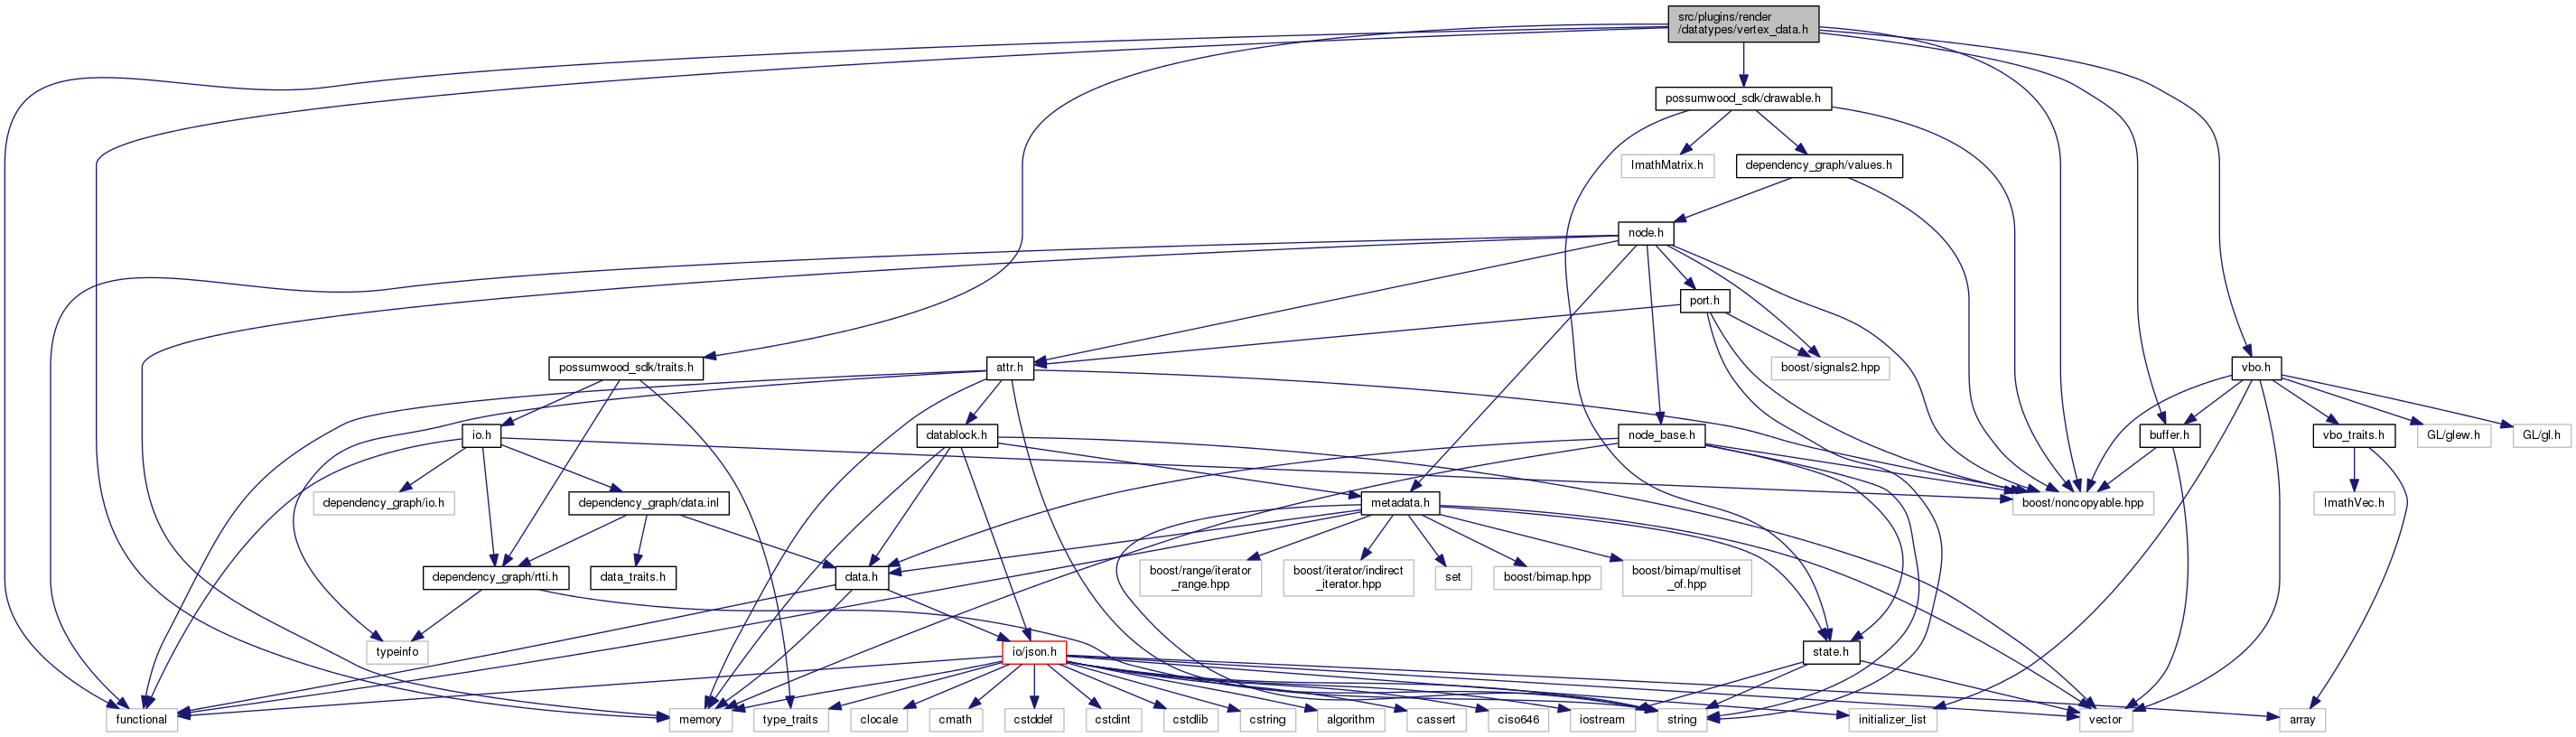 src/plugins/render
/datatypes/vertex_data.h
possumwood_sdk/drawable.h
ImathMatrix.h
dependency_graph/values.h
node.h
port.h
possumwood_sdk/traits.h
attr.h
boost/signals2.hpp
vbo.h
io.h
datablock.h
node_base.h
buffer.h
vbo_traits.h
GL/glew.h
GL/gl.h
dependency_graph/io.h
dependency_graph/data.inl
metadata.h
boost/noncopyable.hpp
ImathVec.h
dependency_graph/rtti.h
data_traits.h
data.h
boost/range/iterator
_range.hpp
boost/iterator/indirect
_iterator.hpp
set
boost/bimap.hpp
boost/bimap/multiset
_of.hpp
typeinfo
io/json.h
state.h
functional
memory
type_traits
clocale
cmath
cstddef
cstdint
cstdlib
cstring
algorithm
cassert
ciso646
iostream
string
initializer_list
vector
array